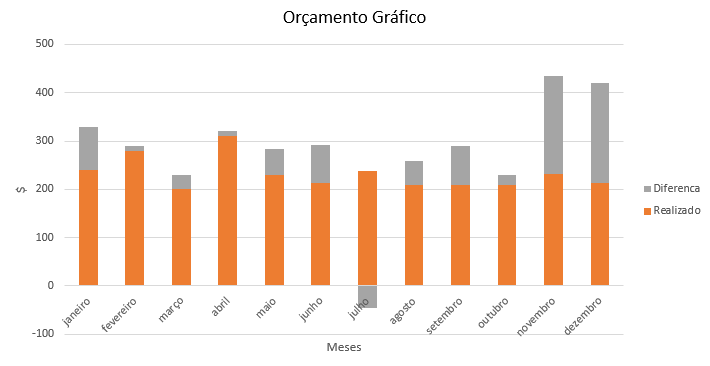 Orçamento Gráfico
500
400
300
200
100
0
-100
$
janeiro
fevereiro
março
abril
maio
junho
julho
agosto
setembro
outubro
novembro
dezembro
Meses
Diferenca
Realizado